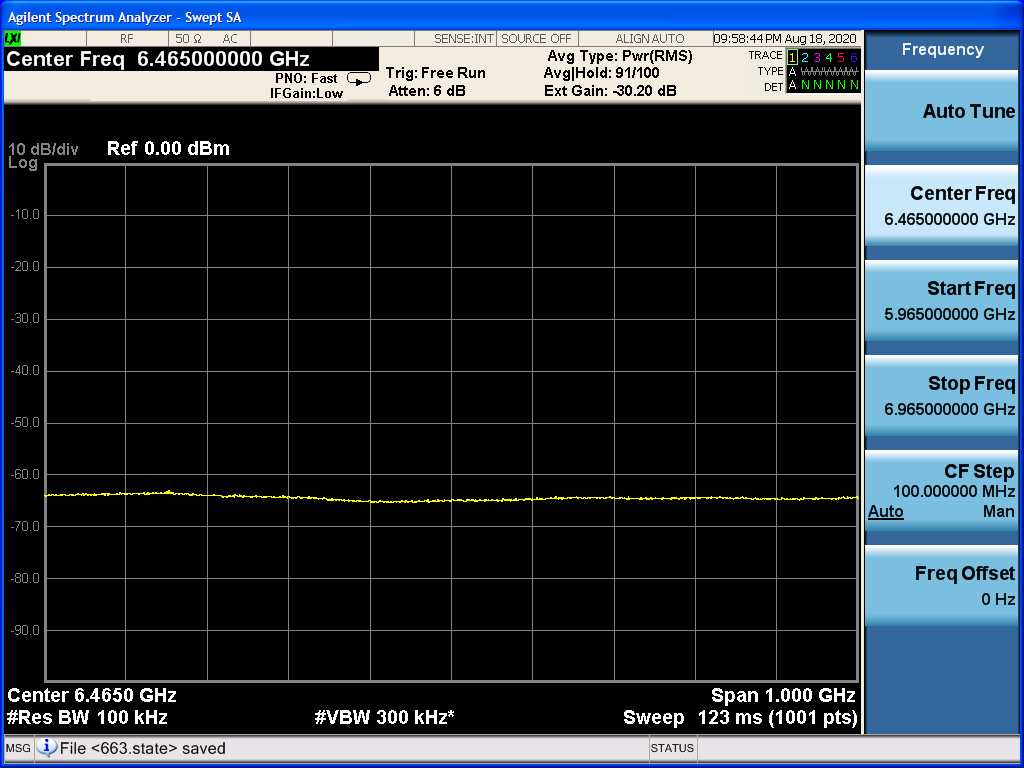 Agilent Spectrum Analyzer - Swept SA
LXI RF 50 Ω AC SENSE:INT SOURCE OFF ALIGN AUTO 09:58:44 PM Aug 18, 2020
Center Freq 6.465000000 GHz
PNO: Fast
IFGain:Low
Trig: Free Run
Atten: 6 dB
Avg Type: Pwr(RMS)
Avg|Hold: 91/100
Ext Gain: -30.20 dB
TRACE 1 2 3 4 5 6
TYPE A WWWWW
DET A N N N N N
10 dB/div
Log
Ref 0.00 dBm
-10.0
-20.0
-30.0
-40.0
-50.0
-60.0
-70.0
-80.0
-90.0
Center 6.4650 GHz
Span 1.000 GHz
#Res BW 100 kHz
#VBW 300 kHz*
Sweep 123 ms (1001 pts)
Frequency
Auto Tune
Center Freq
6.465000000 GHz
Start Freq
5.965000000 GHz
Stop Freq
6.965000000 GHz
CF Step
100.000000 MHz
Auto Man
Freq Offset
0 Hz
MSG File <663.state> saved STATUS